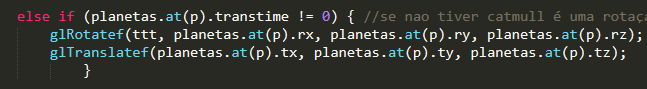 else if (planetas.at(p).transtime != 0) { //se nao tiver catmull é uma
glRotatef(ttt, planetas.at(p).rx, planetas.at(p).ry, planetas.at(p).rz);
glTranslatef(planetas.at(p).tx, planetas.at(p).ty, planetas.at(p).tz);
}